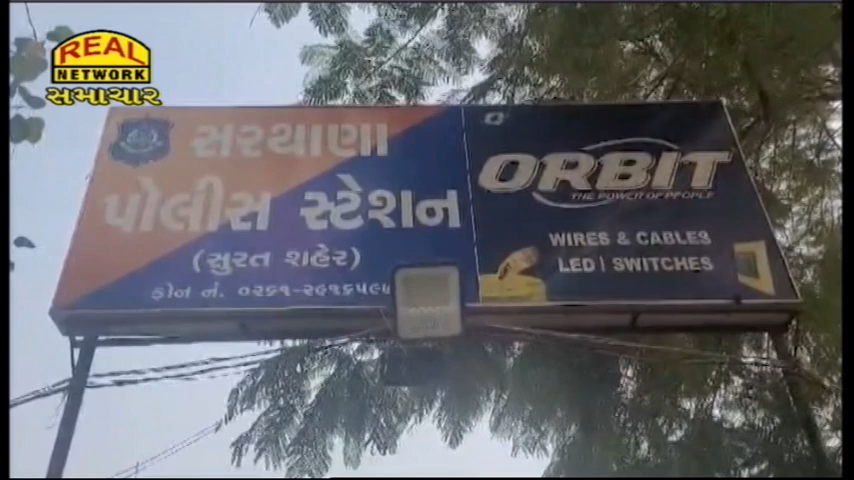 REAL
NETWORK
સમાચાર
સરથાણા
પોલીસ સ્ટેશન
(સુરત શહેર)
ફોન નં.
ORBIT
THE POWER OF PEOPLE
WIRES & CABLES
LED | SWITCHES